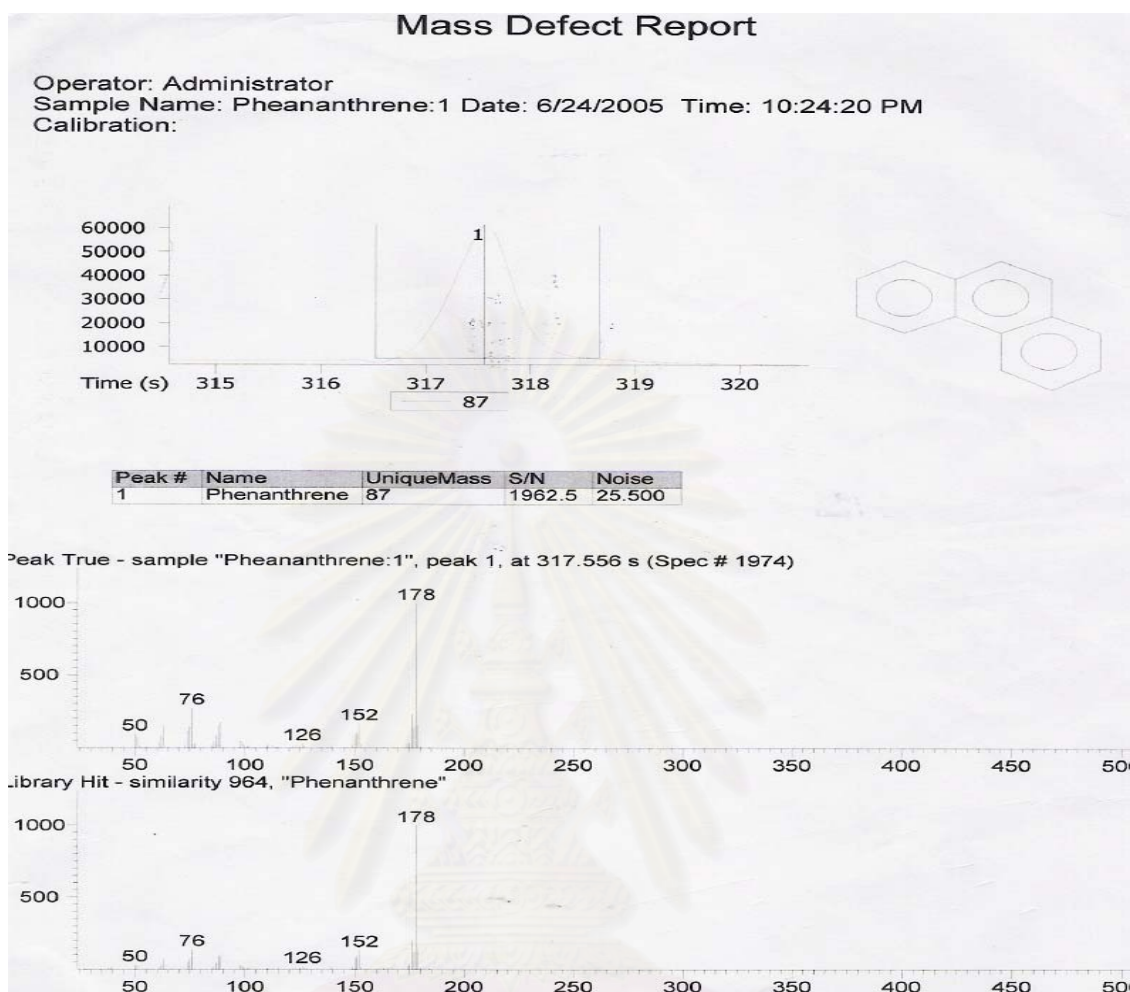 Mass Defect Report
Operator: Administrator
Sample Name: Pheananthrene:1 Date: 6/24/2005 Time: 10:24:20 PM
Calibration:
60000
50000
40000
30000
20000
10000
1
Time (s) 315 316 317 318 319 320
87
Peak # Name UniqueMass S/N Noise
1 Phenanthrene 87 1962.5 25.500
Peak True - sample "Pheananthrene:1", peak 1, at 317.556 s (Spec # 1974)
1000
500
178
76
50
126
152
50 100 150 200 250 300 350 400 450 500
Library Hit - similarity 964, "Phenanthrene"
1000
500
178
76
50
126
152
50 100 150 200 250 300 350 400 450 500